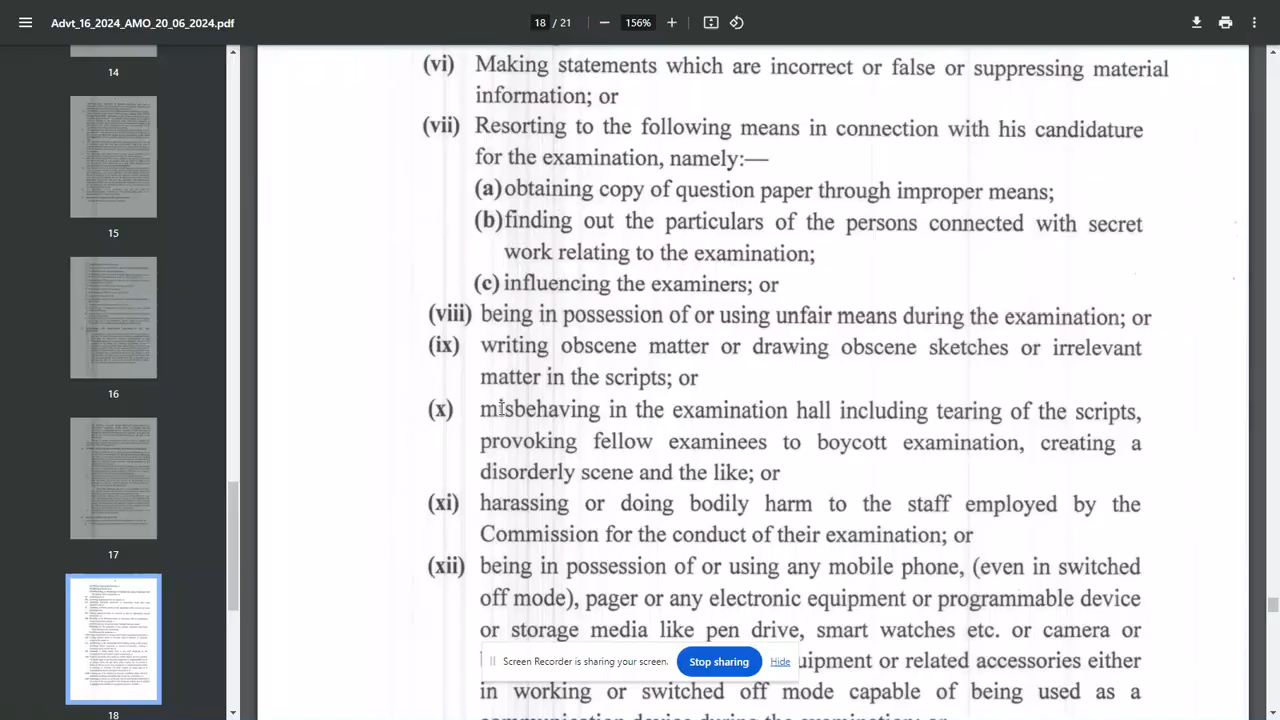 Advt_16_2024_AMO_20_06_2024.pdf
18 / 21
156%
14
15
16
17
18
(vi) Making statements which are incorrect or false or suppressing material
information; or
(vii) Resorting to the following means in connection with his candidature
for the examination, namely:—
(a) obtaining copy of question paper through improper means;
(b) finding out the particulars of the persons connected with secret
work relating to the examination;
(c) influencing the examiners; or
(viii) being in possession of or using unfair means during the examination; or
(ix) writing obscene matter or drawing obscene sketches or irrelevant
matter in the scripts; or
(x) misbehaving in the examination hall including tearing of the scripts,
provoking fellow examinees to boycott examination, creating a
disorderly scene and the like; or
(xi) harassing or doing bodily harm to the staff employed by the
Commission for the conduct of their examination; or
(xii) being in possession of or using any mobile phone, (even in switched
off mode), pager or any electronic equipment or programmable device
or storage media like pen drive, smart watches etc. or camera or
your screen.
Stop sharing
Hide
or related accessories either
in working or switched off mode capable of being used as a
communication device during the examination; or